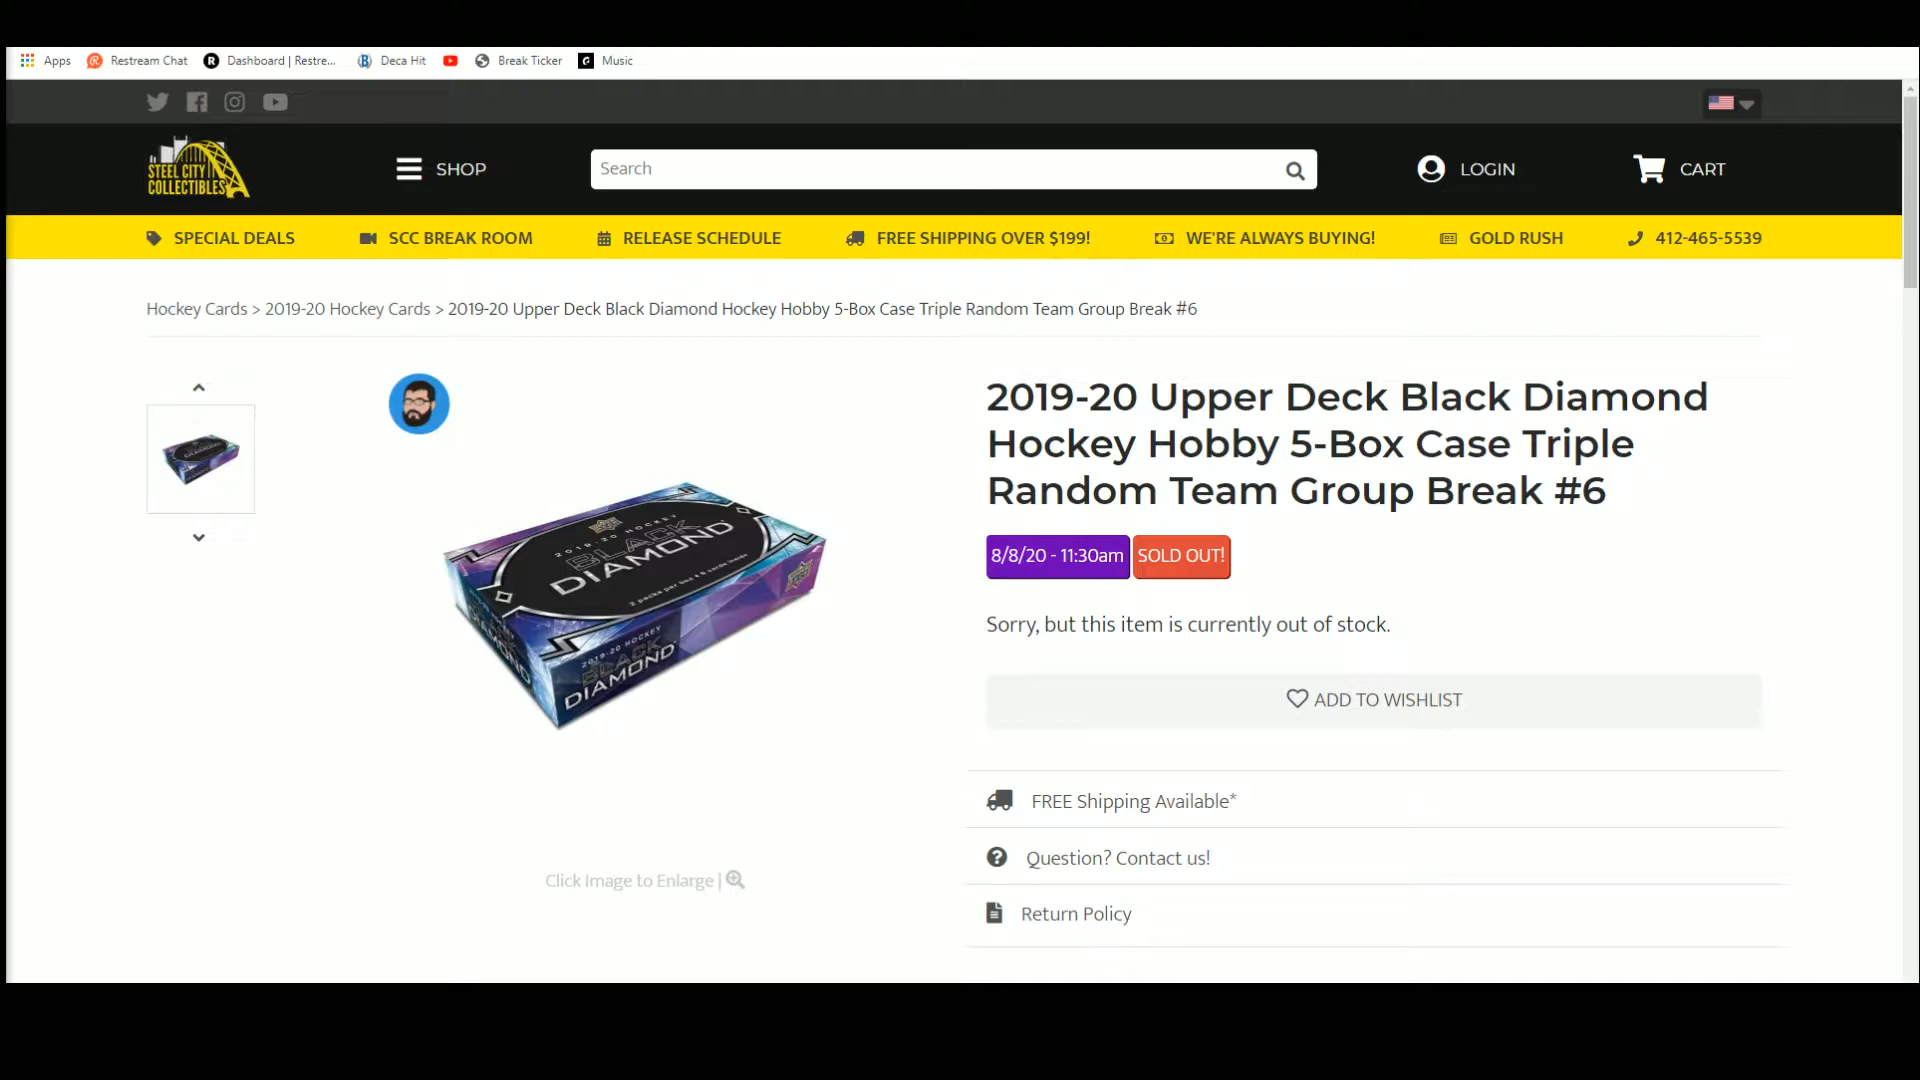 Apps Restream Chat Dashboard | Restre... Deca Hit Break Ticker Music
STEEL CITY
COLLECTIBLES
SHOP
Search
LOGIN
CART
SPECIAL DEALS SCC BREAK ROOM RELEASE SCHEDULE FREE SHIPPING OVER $199! WE'RE ALWAYS BUYING! GOLD RUSH 412-465-5539
Hockey Cards > 2019-20 Hockey Cards > 2019-20 Upper Deck Black Diamond Hockey Hobby 5-Box Case Triple Random Team Group Break #6
2019-20 Upper Deck Black Diamond
Hockey Hobby 5-Box Case Triple
Random Team Group Break #6
8/8/20 - 11:30am SOLD OUT!
Sorry, but this item is currently out of stock.
ADD TO WISHLIST
FREE Shipping Available*
Question? Contact us!
Return Policy
2019-20 HOCKEY
BLACK
DIAMOND
2019-20 HOCKEY
BLACK
DIAMOND
DIAMOND
Click Image to Enlarge |